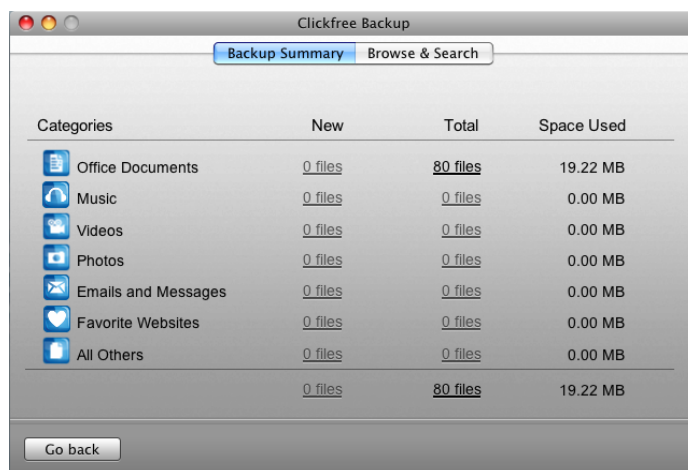 Clickfree Backup
Backup Summary Browse & Search
Categories New Total Space Used
Office Documents 0 files 80 files 19.22 MB
Music 0 files 0 files 0.00 MB
Videos 0 files 0 files 0.00 MB
Photos 0 files 0 files 0.00 MB
Emails and Messages 0 files 0 files 0.00 MB
Favorite Websites 0 files 0 files 0.00 MB
All Others 0 files 0 files 0.00 MB
0 files 80 files 19.22 MB
Go back